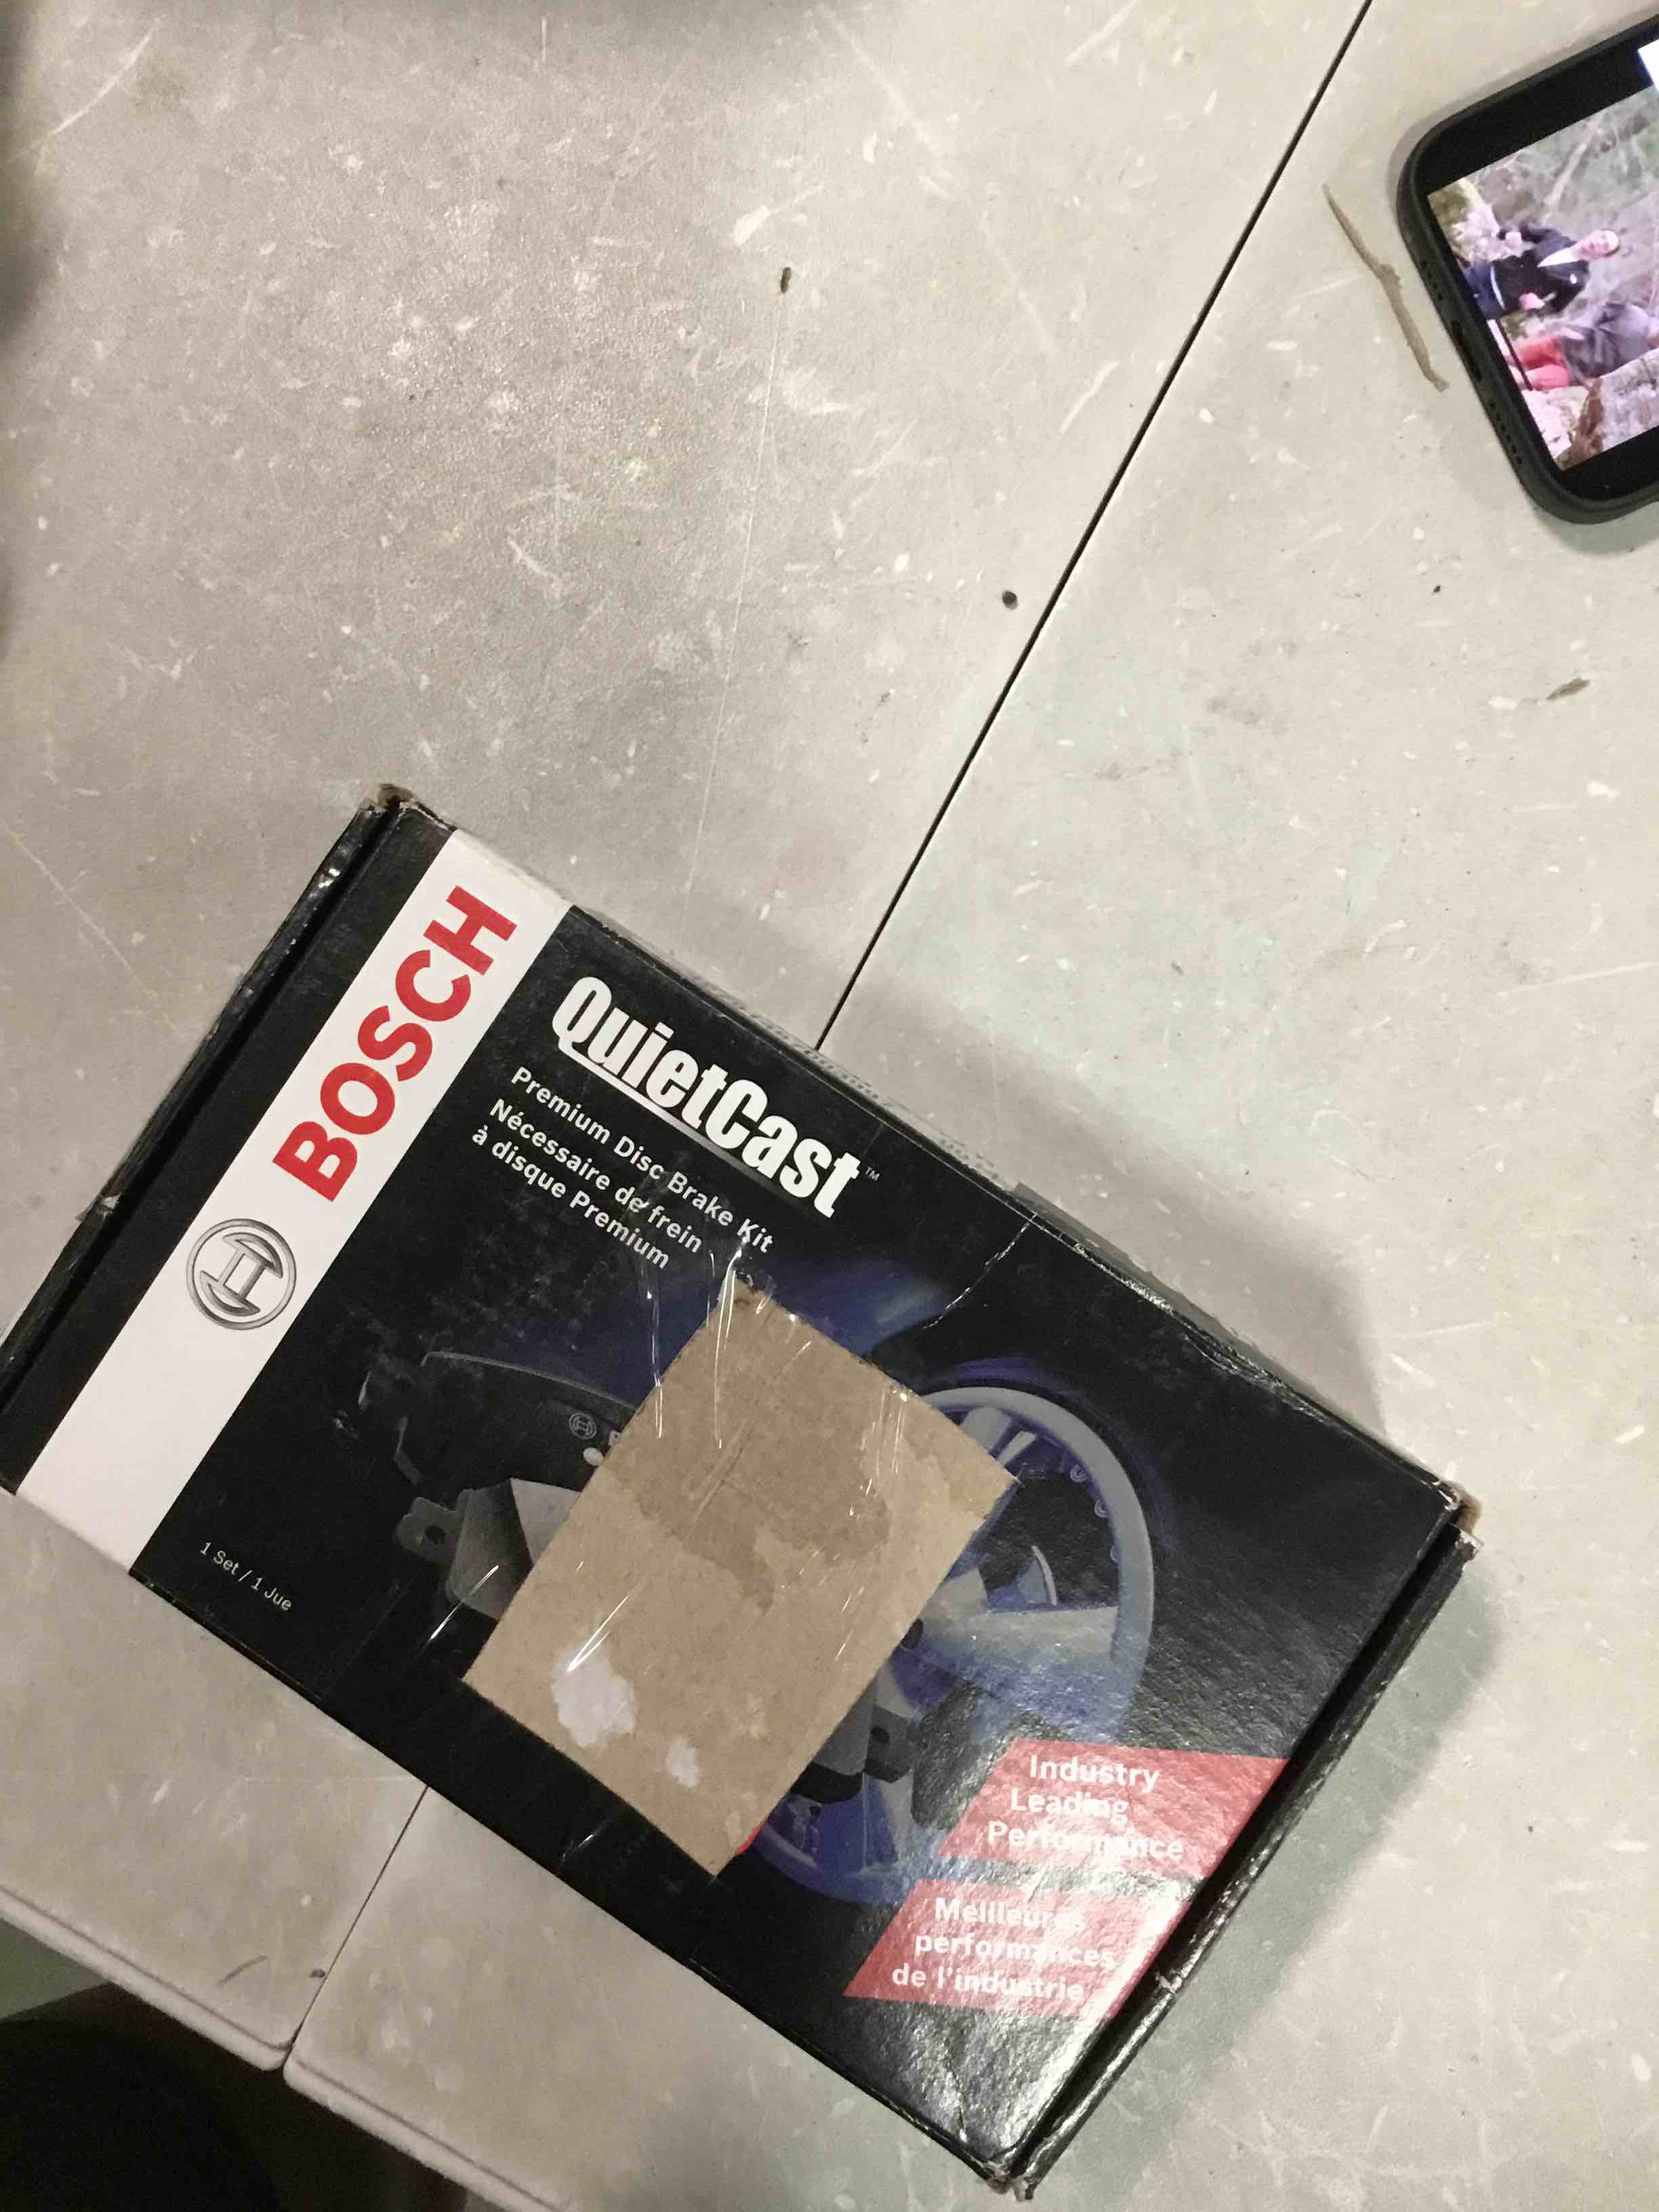 BOSCH
QuietCast™
Premium Disc Brake Kit
Nécessaire de frein
à disque Premium
1 Set / 1 Jue
Industry
Leading
Performance
Meilleures
performances
de l'industrie